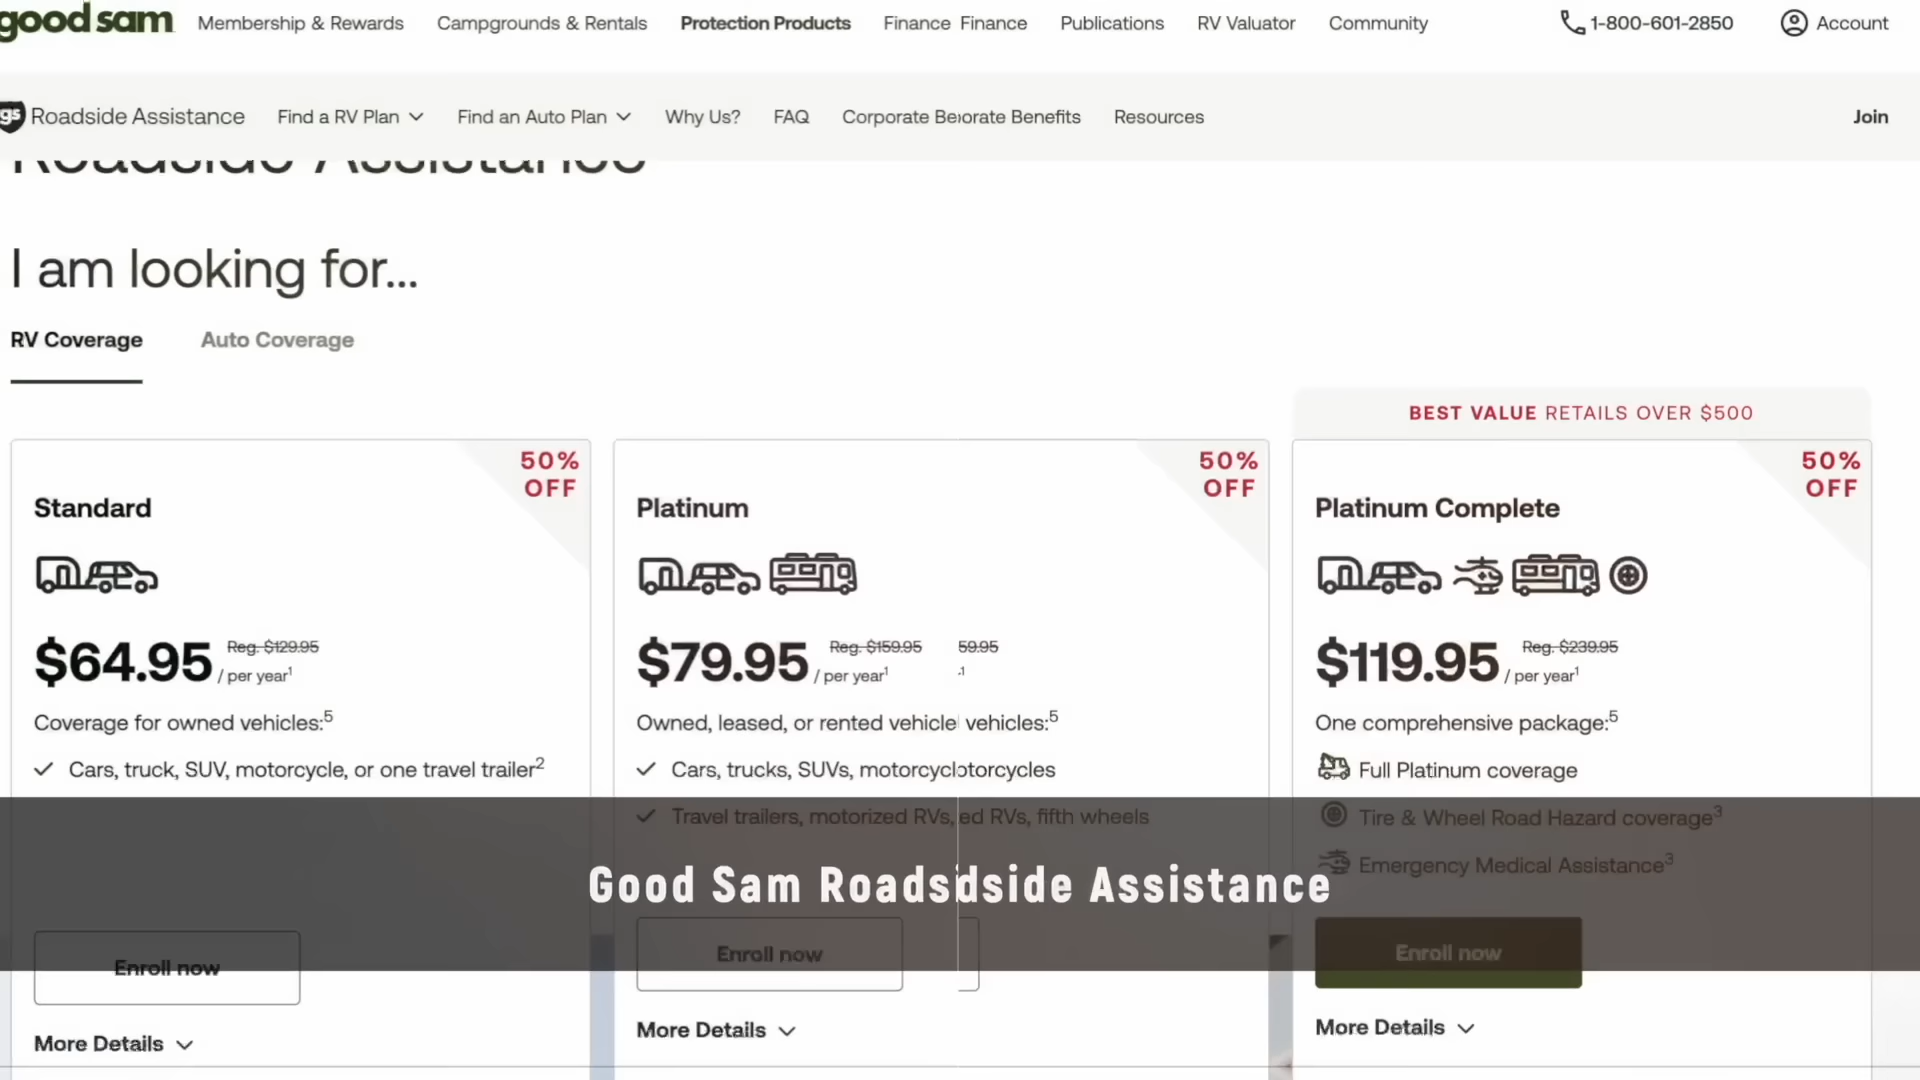 good sam Membership & Rewards Campgrounds & Rentals Protection Products Finance Finance Publications RV Valuator Community 1-800-601-2850 Account
gs Roadside Assistance Find a RV Plan Find an Auto Plan Why Us? FAQ Corporate Beorate Benefits Resources Join
Roadside Assistance
I am looking for...
RV Coverage Auto Coverage
BEST VALUE RETAILS OVER $500
50%
OFF
Standard
$64.95 Reg. $129.95
/ per year1
Coverage for owned vehicles:5
Cars, truck, SUV, motorcycle, or one travel trailer2
Enroll now
More Details
50%
OFF
Platinum
$79.95 Reg. $159.95 59.95
/ per year1 .1
Owned, leased, or rented vehicle vehicles:5
Cars, trucks, SUVs, motorcyclotorcycles
Travel trailers, motorized RVs, ed RVs, fifth wheels
Enroll now
More Details
50%
OFF
Platinum Complete
$119.95 Reg. $239.95
/ per year1
One comprehensive package:5
Full Platinum coverage
Tire & Wheel Road Hazard coverage3
Emergency Medical Assistance3
Enroll now
More Details
Good Sam Roadsdside Assistance